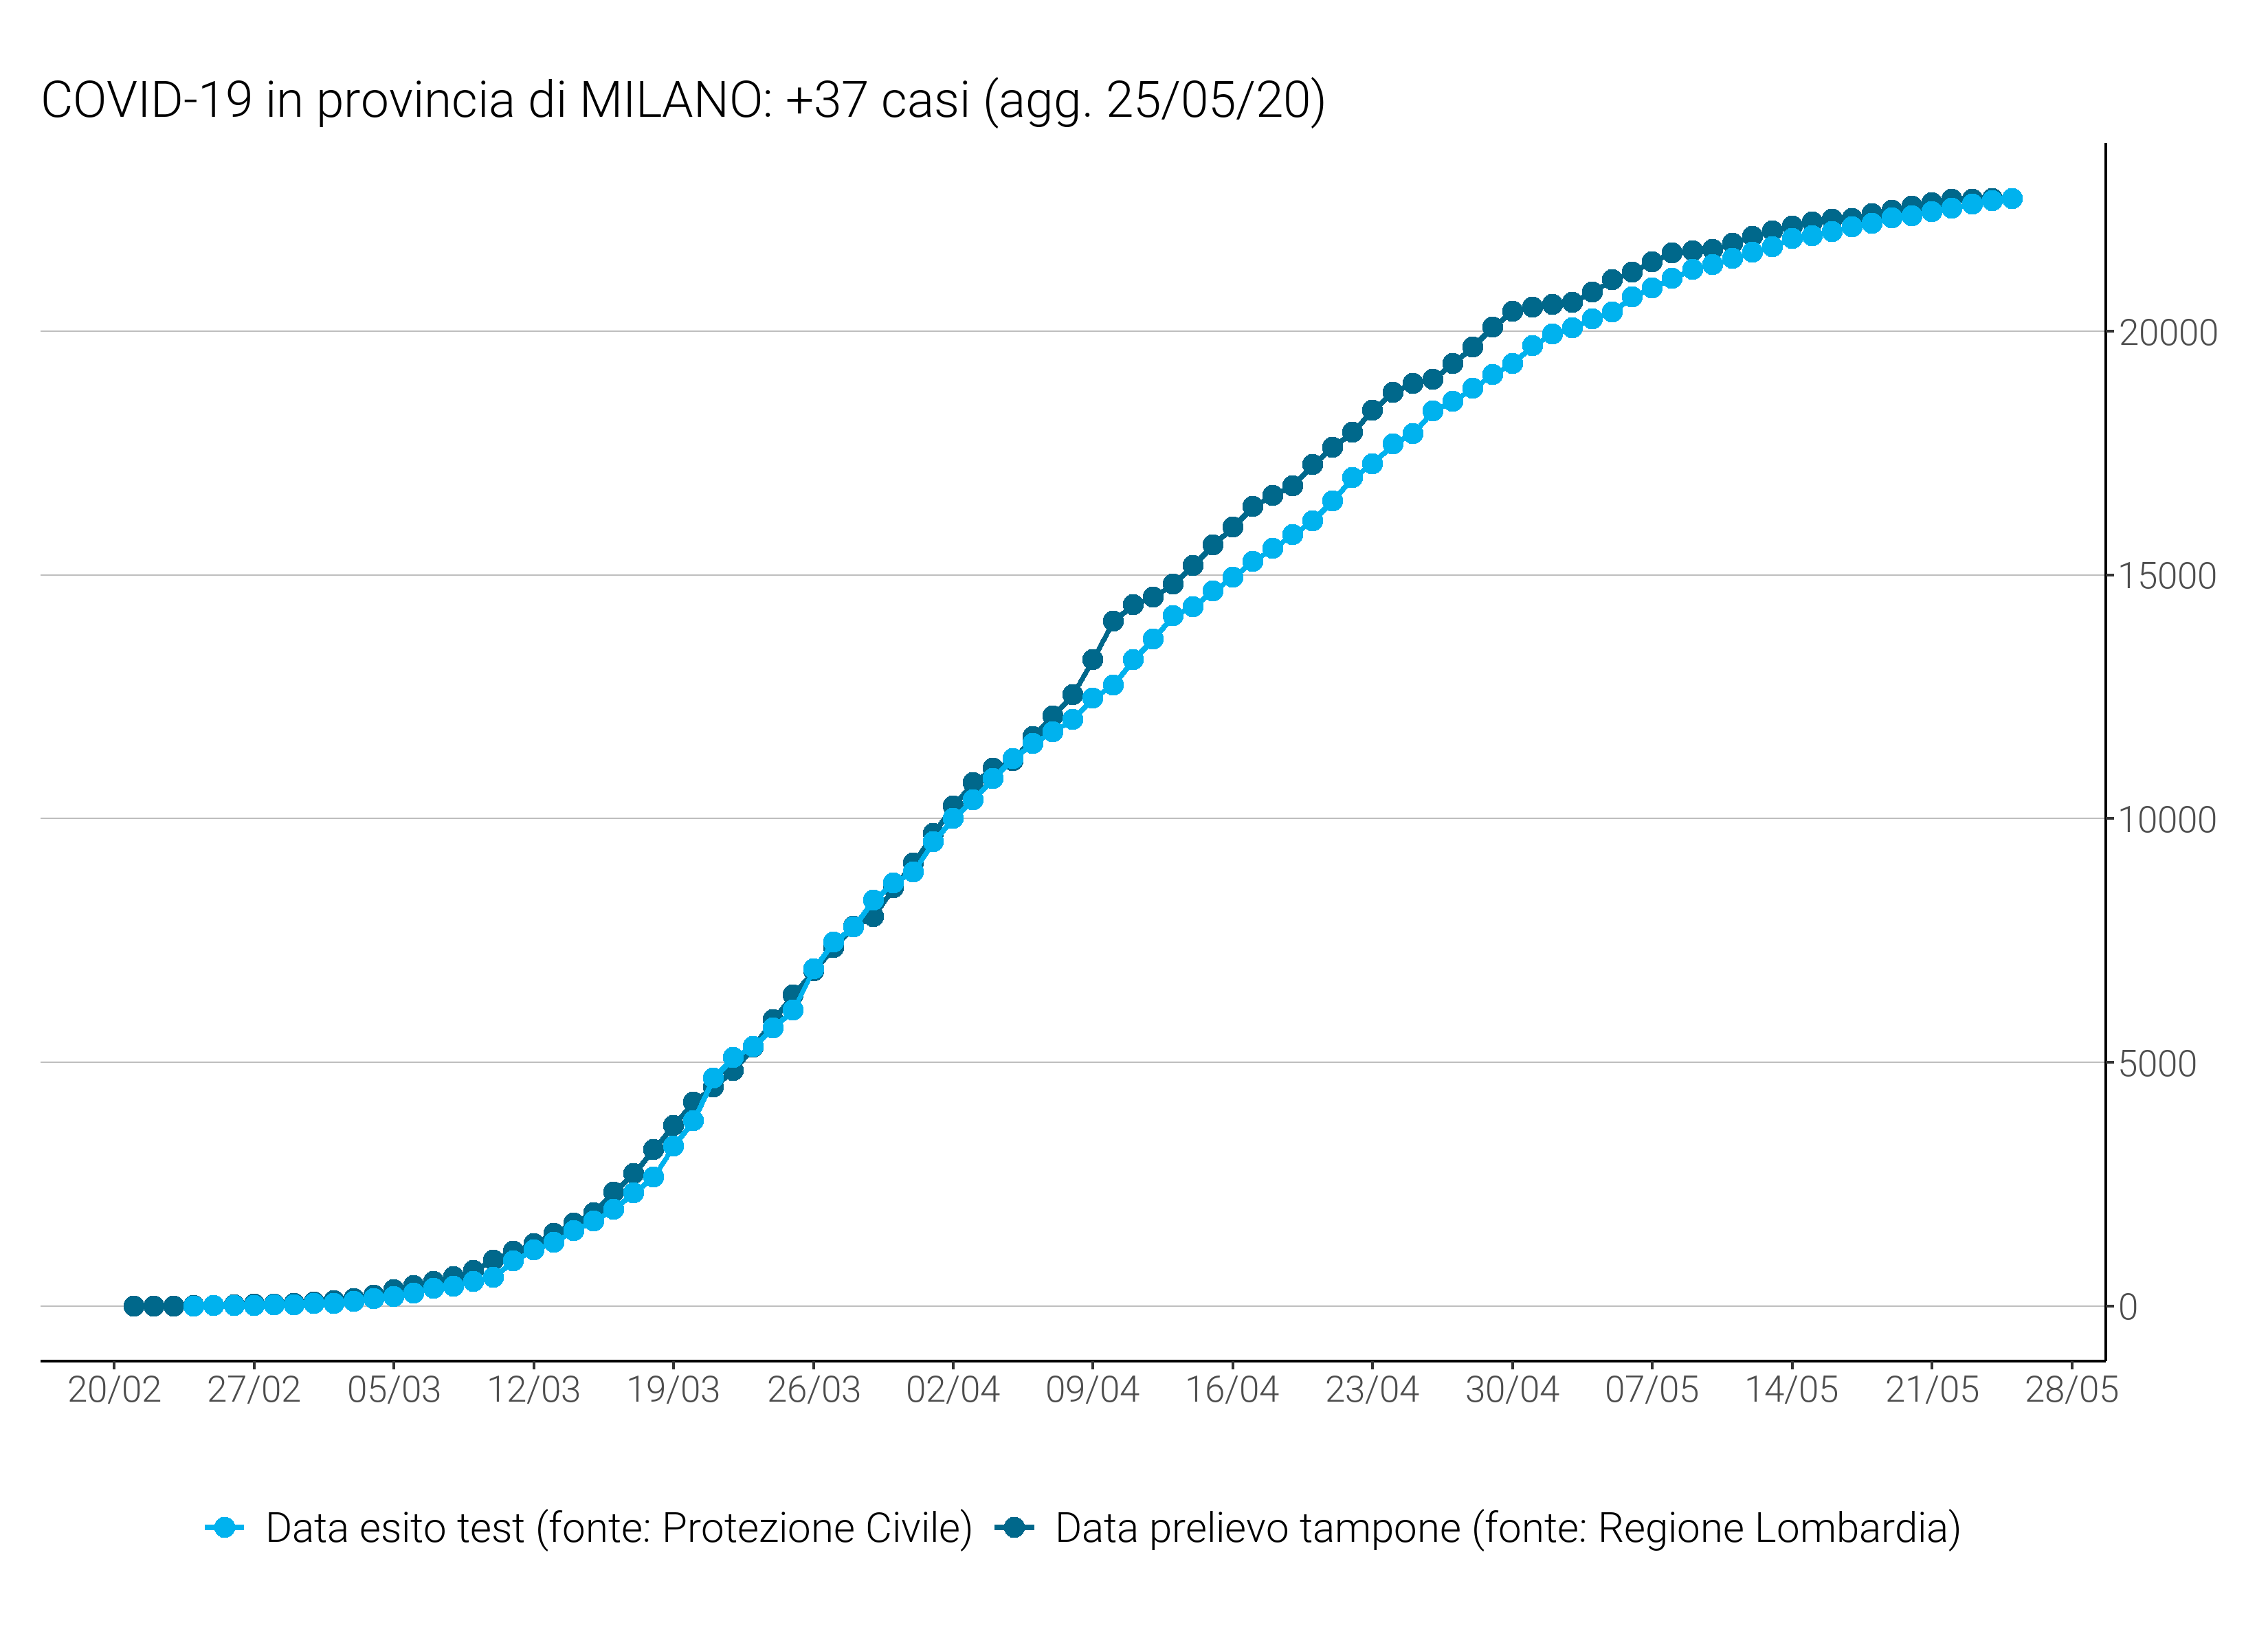 COVID-19 in provincia di MILANO: +37 casi (agg. 25/05/20)
20000
15000
10000
5000
0
20/02 27/02 05/03 12/03 19/03 26/03 02/04 09/04 16/04 23/04 30/04 07/05 14/05 21/05 28/05
Data esito test (fonte: Protezione Civile) Data prelievo tampone (fonte: Regione Lombardia)